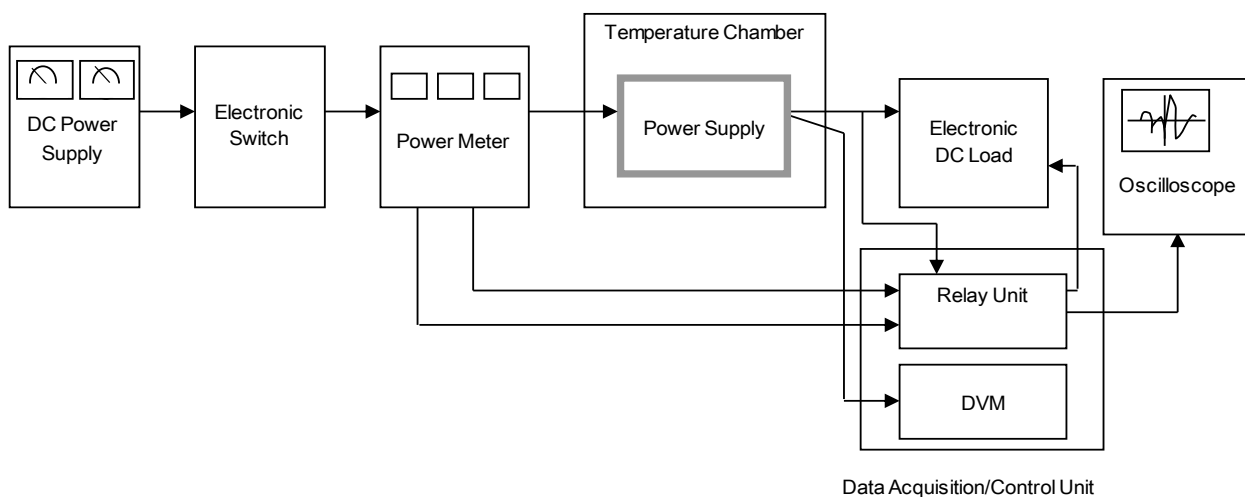 DC Power
Supply
Electronic
Switch
Power Meter
Temperature Chamber
Power Supply
Electronic
DC Load
Oscilloscope
Relay Unit
DVM
Data Acquisition/Control Unit